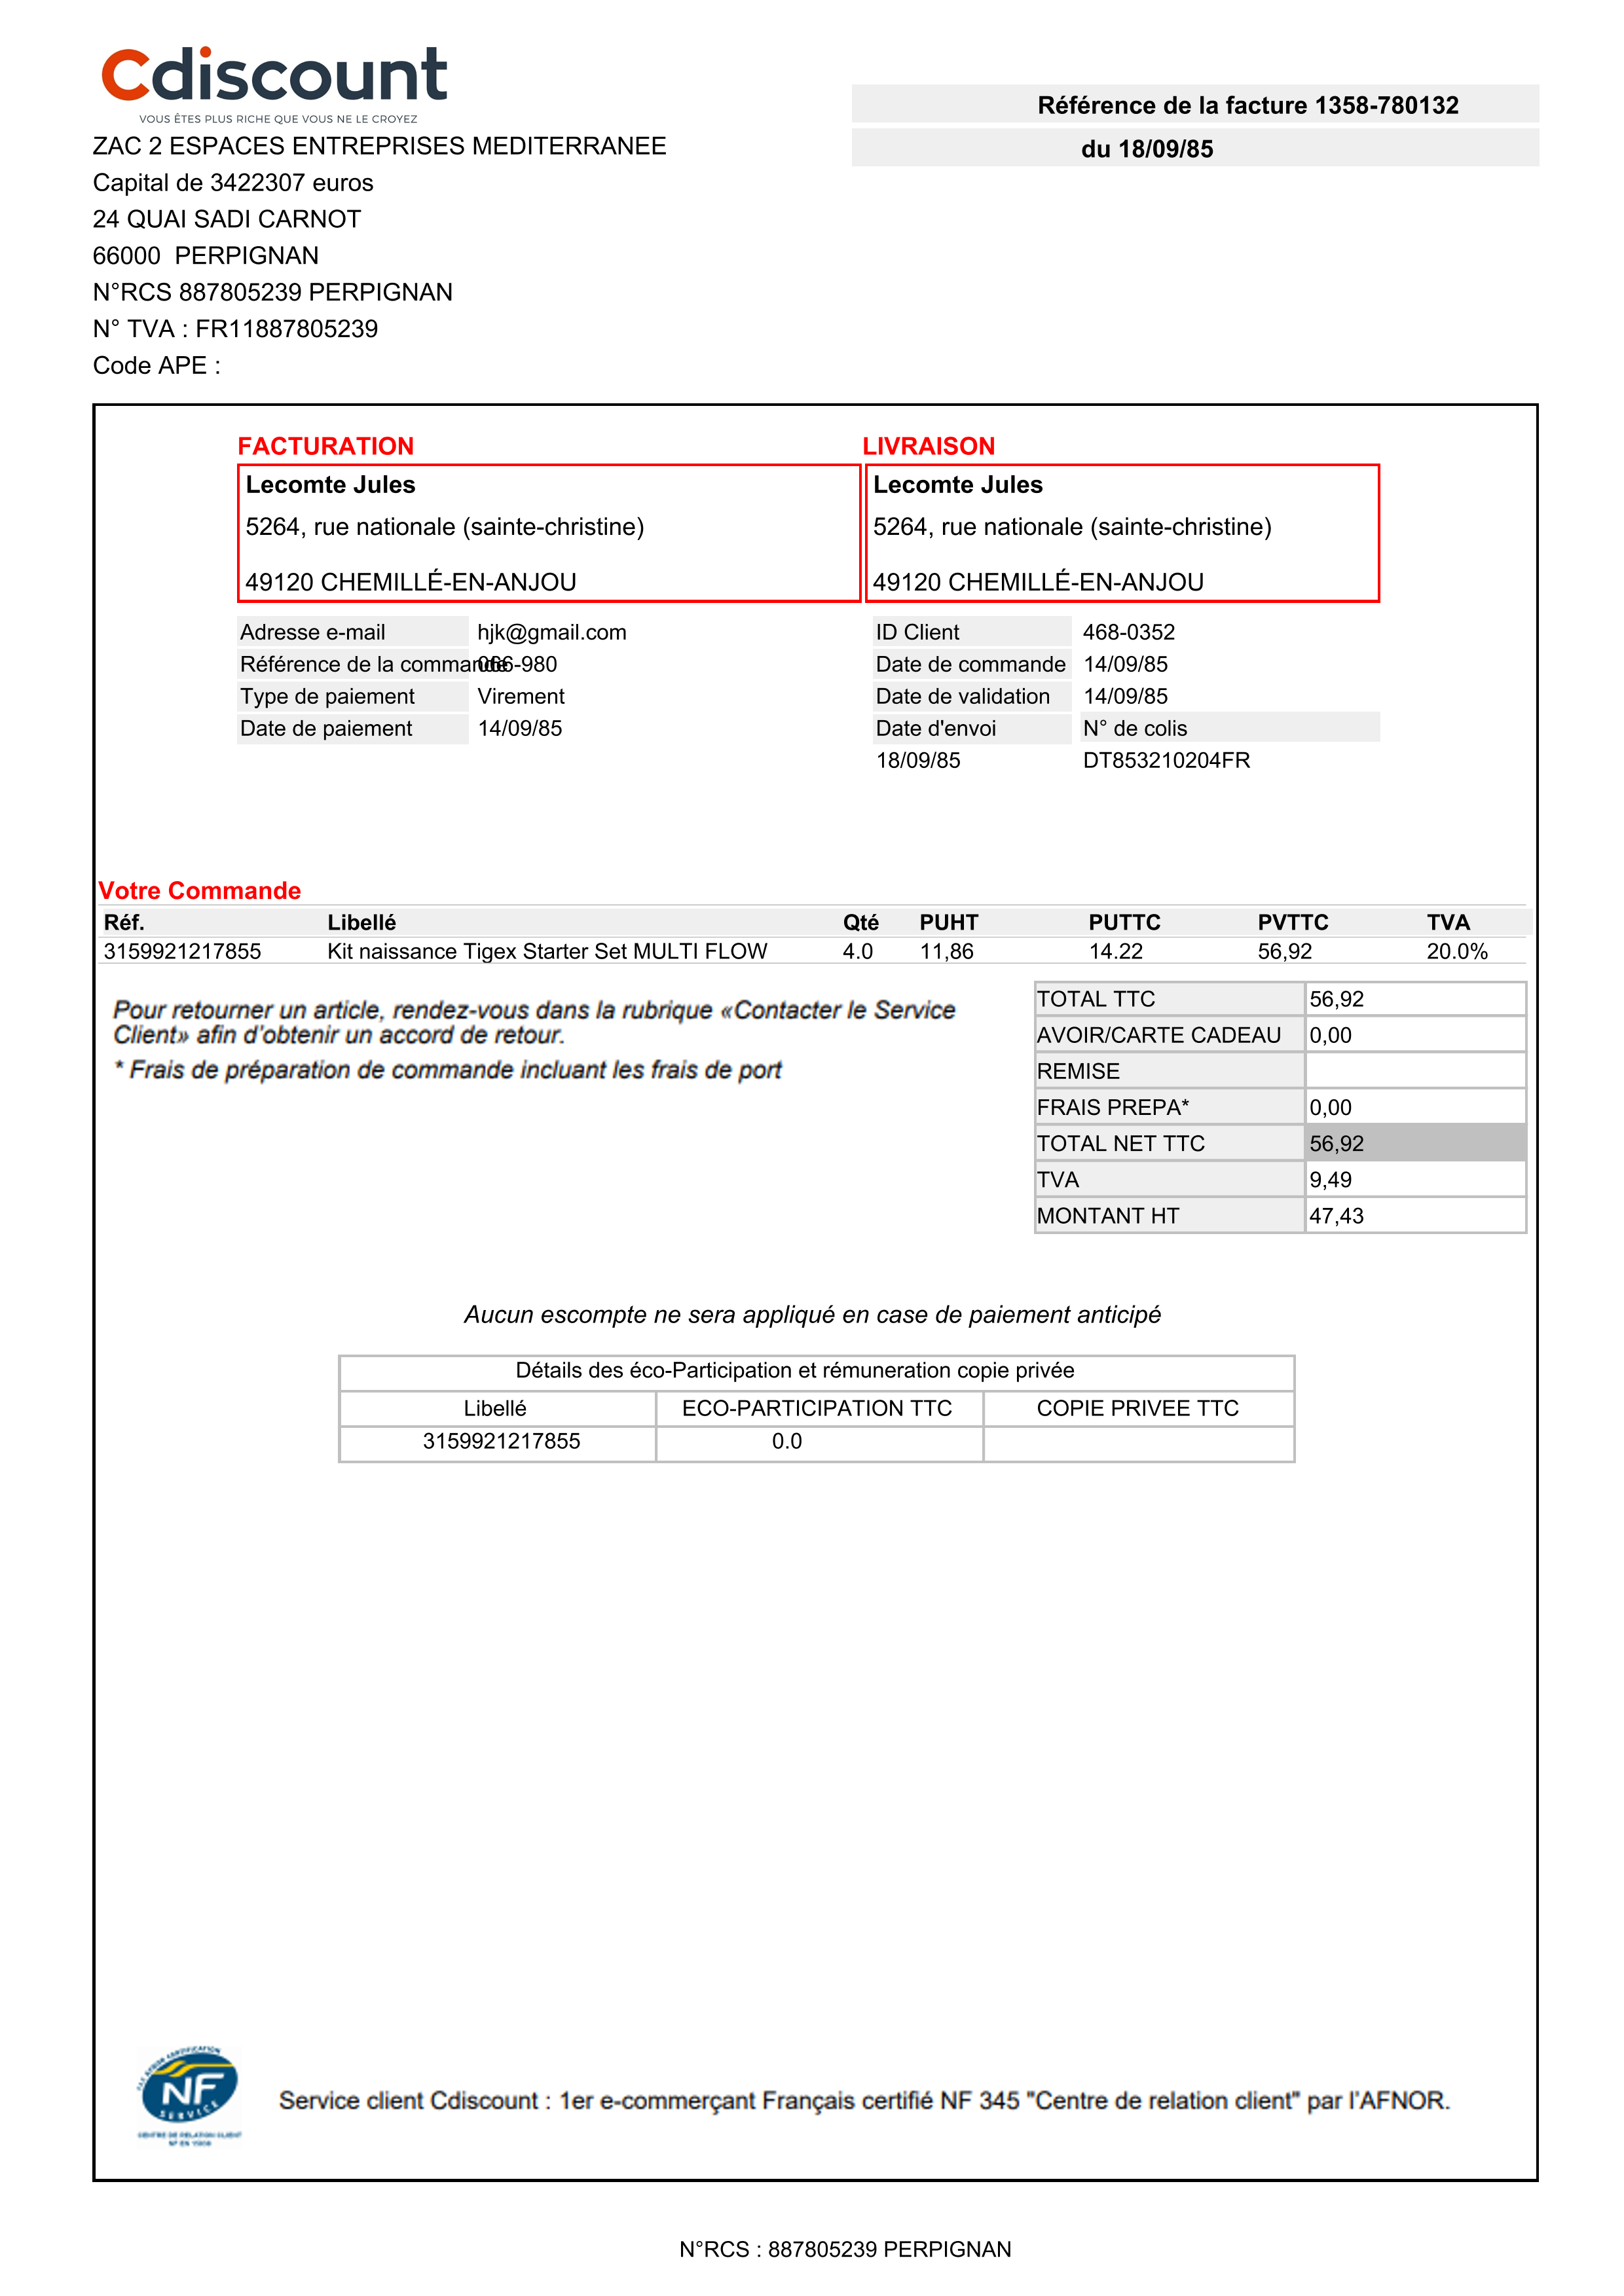 Cdiscount
VOUS ÊTES PLUS RICHE QUE VOUS NE LE CROYEZ
Référence de la facture 1358-780132
du 18/09/85
ZAC 2 ESPACES ENTREPRISES MEDITERRANEE
Capital de 3422307 euros
24 QUAI SADI CARNOT
66000 PERPIGNAN
N°RCS 887805239 PERPIGNAN
N° TVA : FR11887805239
Code APE :
FACTURATION
Lecomte Jules
5264, rue nationale (sainte-christine)
49120 CHEMILLÉ-EN-ANJOU
LIVRAISON
Lecomte Jules
5264, rue nationale (sainte-christine)
49120 CHEMILLÉ-EN-ANJOU
Adresse e-mail hjk@gmail.com
Référence de la commande 066-980
Type de paiement Virement
Date de paiement 14/09/85
ID Client 468-0352
Date de commande 14/09/85
Date de validation 14/09/85
Date d'envoi N° de colis
18/09/85 DT853210204FR
Votre Commande
Réf. Libellé Qté PUHT PUTTC PVTTC TVA
3159921217855 Kit naissance Tigex Starter Set MULTI FLOW 4.0 11,86 14.22 56,92 20.0%
Pour retourner un article, rendez-vous dans la rubrique «Contacter le Service
Client» afin d'obtenir un accord de retour.
* Frais de préparation de commande incluant les frais de port
TOTAL TTC 56,92
AVOIR/CARTE CADEAU 0,00
REMISE
FRAIS PREPA* 0,00
TOTAL NET TTC 56,92
TVA 9,49
MONTANT HT 47,43
Aucun escompte ne sera appliqué en case de paiement anticipé
Détails des éco-Participation et rémuneration copie privée
Libellé ECO-PARTICIPATION TTC COPIE PRIVEE TTC
3159921217855 0.0
NF
SERVICE
CENTRE DE RELATION CLIENT
Service client Cdiscount : 1er e-commerçant Français certifié NF 345 "Centre de relation client" par l'AFNOR.
N°RCS : 887805239 PERPIGNAN